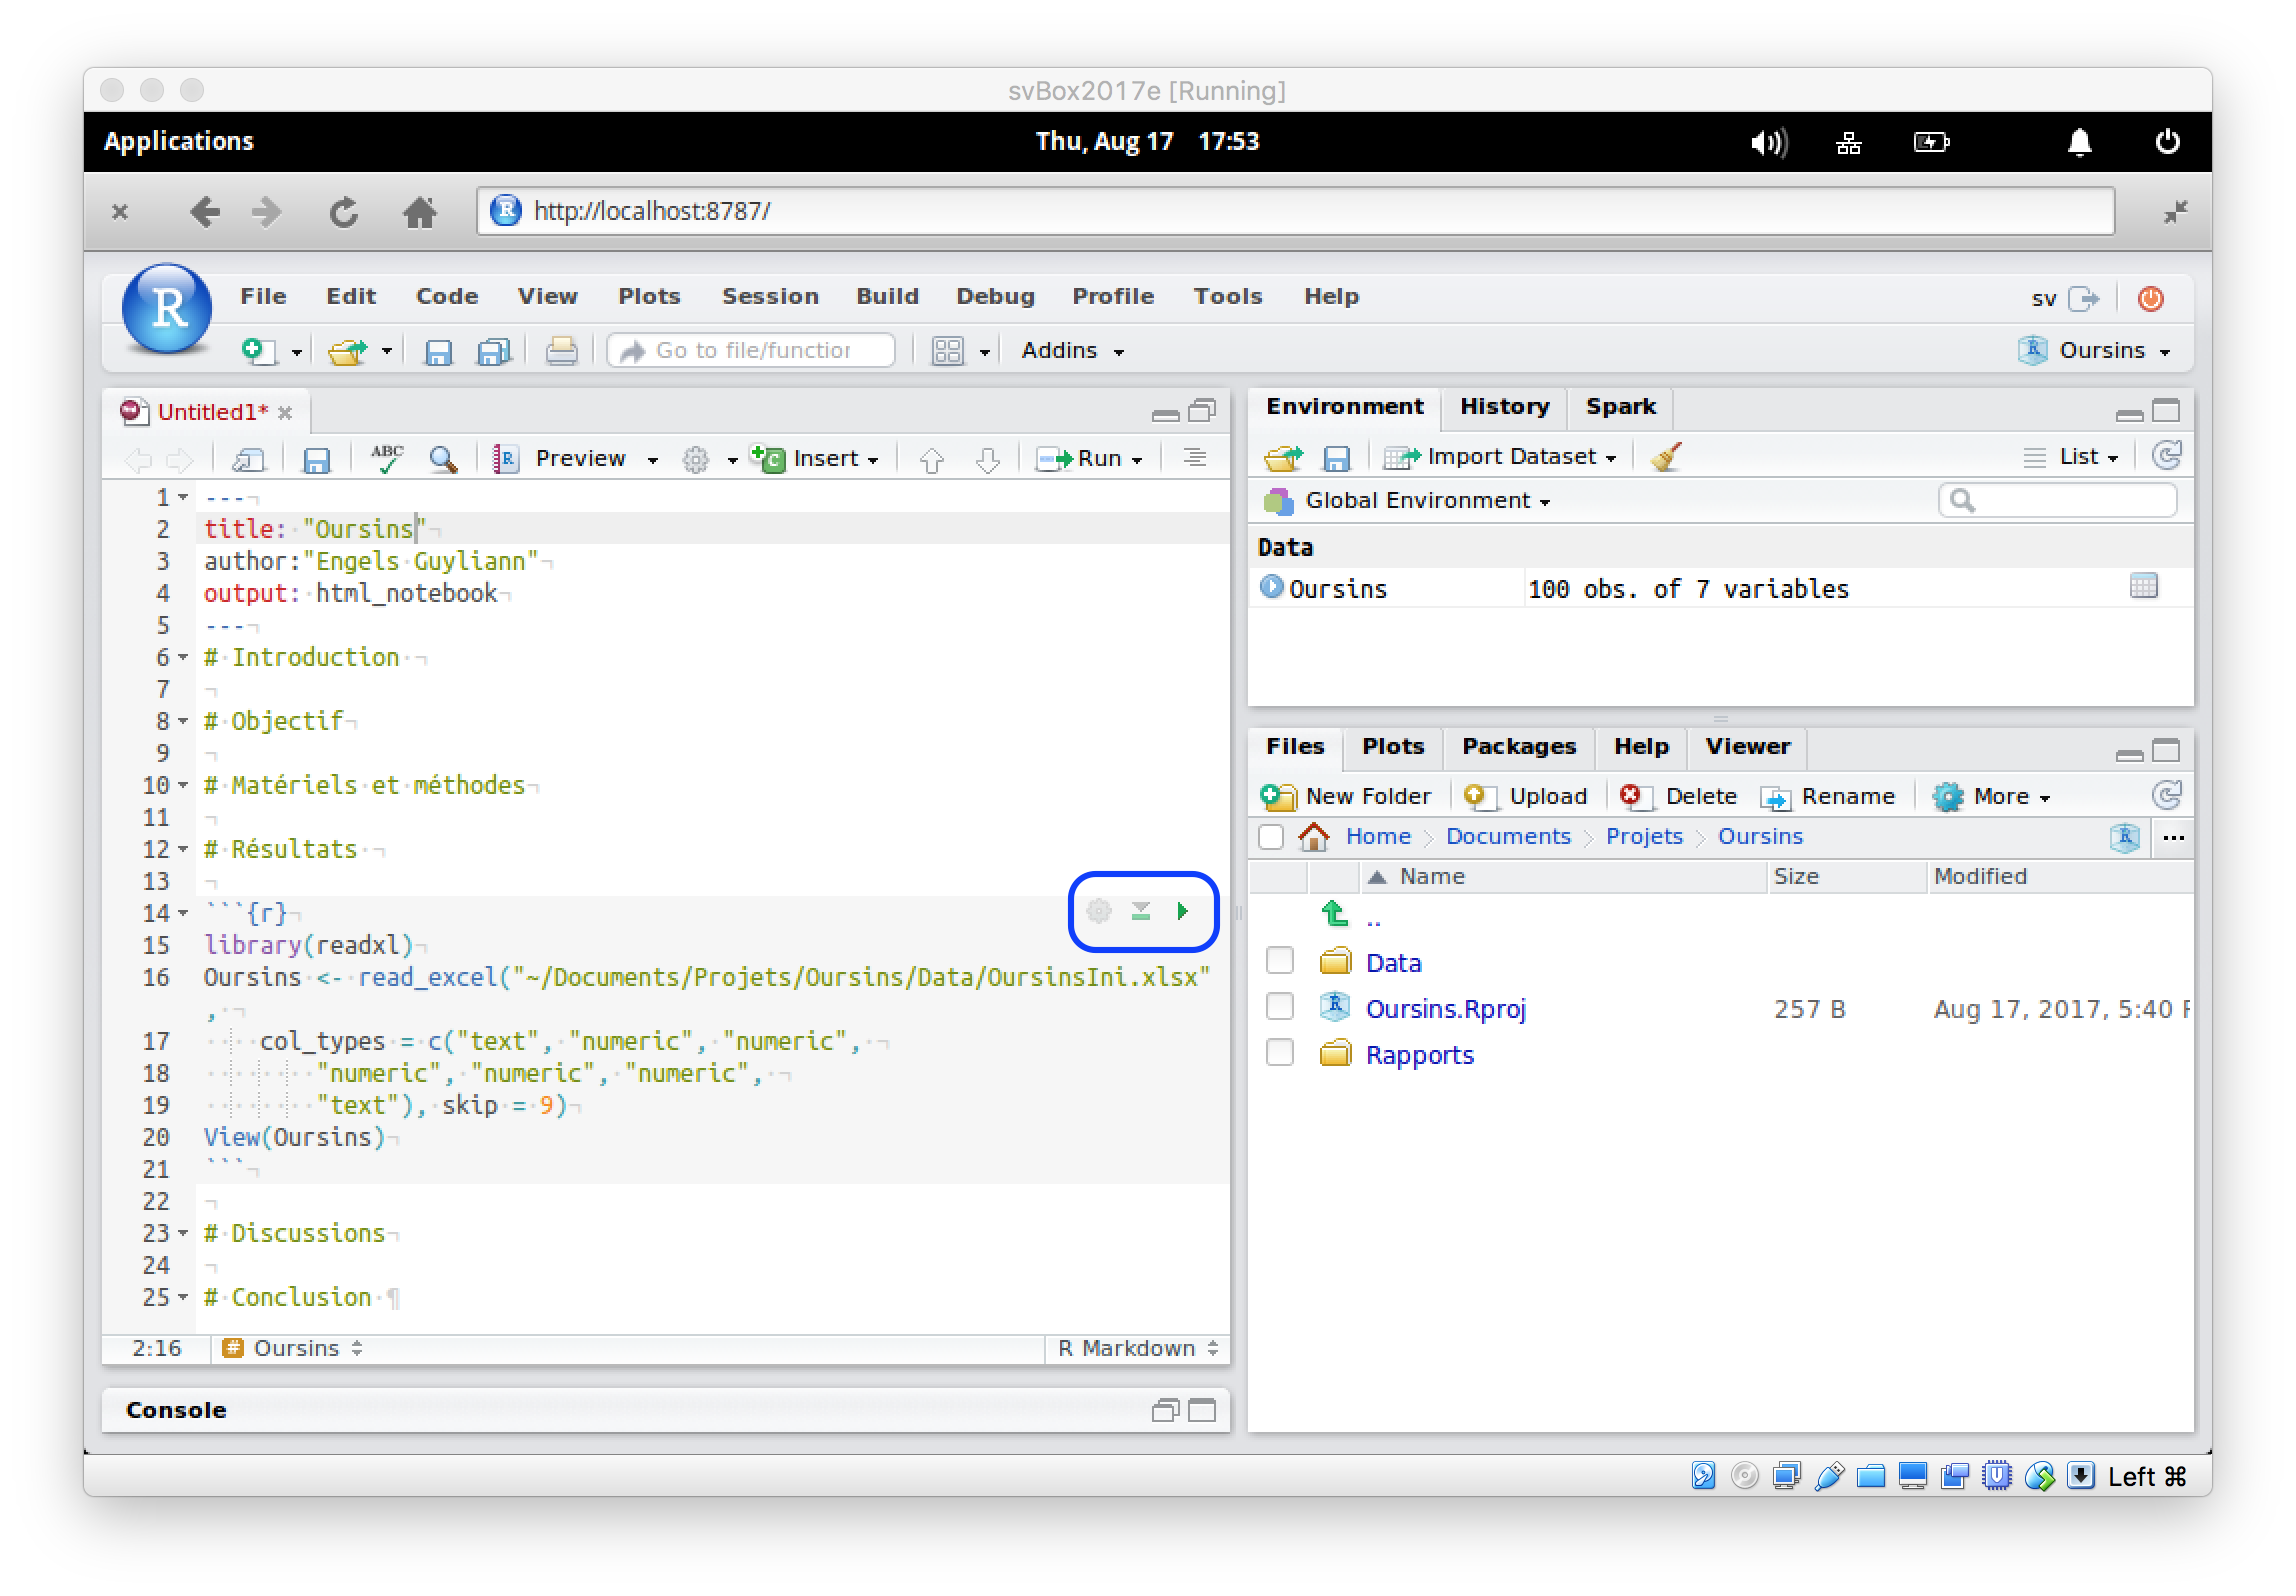 svBox2017e [Running]
Applications
Thu, Aug 17 17:53
http://localhost:8787/
File Edit Code View Plots Session Build Debug Profile Tools Help
sv
Go to file/function
Addins
Oursins
Untitled1*
ABC
Preview
Insert
Run
1 ---
2 title: "Oursins"
3 author:"Engels Guyliann"
4 output: html_notebook
5 ---
6 # Introduction
7
8 # Objectif
9
10 # Matériels et méthodes
11
12 # Résultats
13
14 ```{r}
15 library(readxl)
16 Oursins <- read_excel("~/Documents/Projets/Oursins/Data/OursinsIni.xlsx"
,
17 col_types = c("text", "numeric", "numeric",
18 "numeric", "numeric", "numeric",
19 "text"), skip = 9)
20 View(Oursins)
21 ```
22
23 # Discussions
24
25 # Conclusion
2:16
Oursins
R Markdown
Console
Environment History Spark
Import Dataset
List
Global Environment
Data
Oursins 100 obs. of 7 variables
Files Plots Packages Help Viewer
New Folder Upload Delete Rename More
Home Documents Projets Oursins
...
Name Size Modified
..
Data
Oursins.Rproj 257 B Aug 17, 2017, 5:40
Rapports
Left ⌘